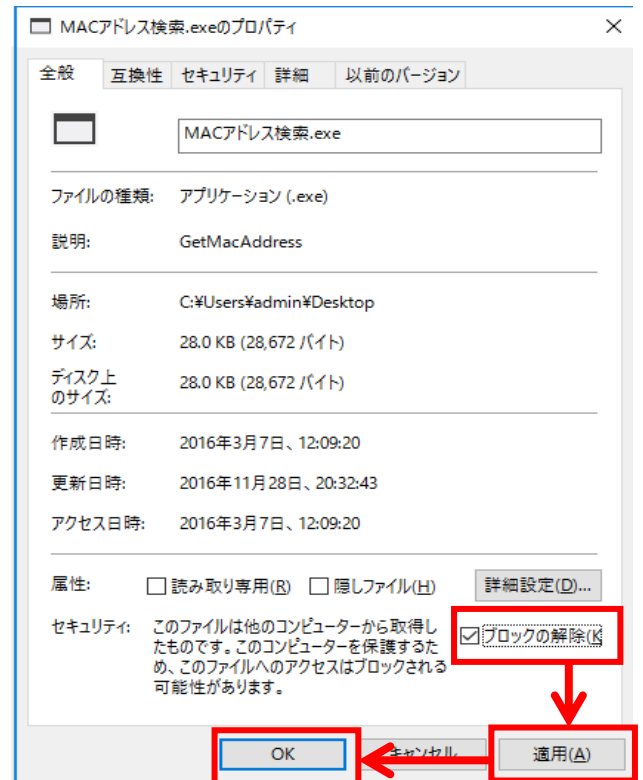 MACアドレス検索.exeのプロパティ
全般 互換性 セキュリティ 詳細 以前のバージョン
MACアドレス検索.exe
ファイルの種類: アプリケーション (.exe)
説明: GetMacAddress
場所: C:¥Users¥admin¥Desktop
サイズ: 28.0 KB (28,672 バイト)
ディスク上
のサイズ: 28.0 KB (28,672 バイト)
作成日時: 2016年3月7日、12:09:20
更新日時: 2016年11月28日、20:32:43
アクセス日時: 2016年3月7日、12:09:20
属性: 読み取り専用(R) 隠しファイル(H) 詳細設定(D)...
セキュリティ: このファイルは他のコンピューターから取得し
たものです。このコンピューターを保護するた
め、このファイルへのアクセスはブロックされる
可能性があります。
ブロックの解除(K
OK キャンセル 適用(A)